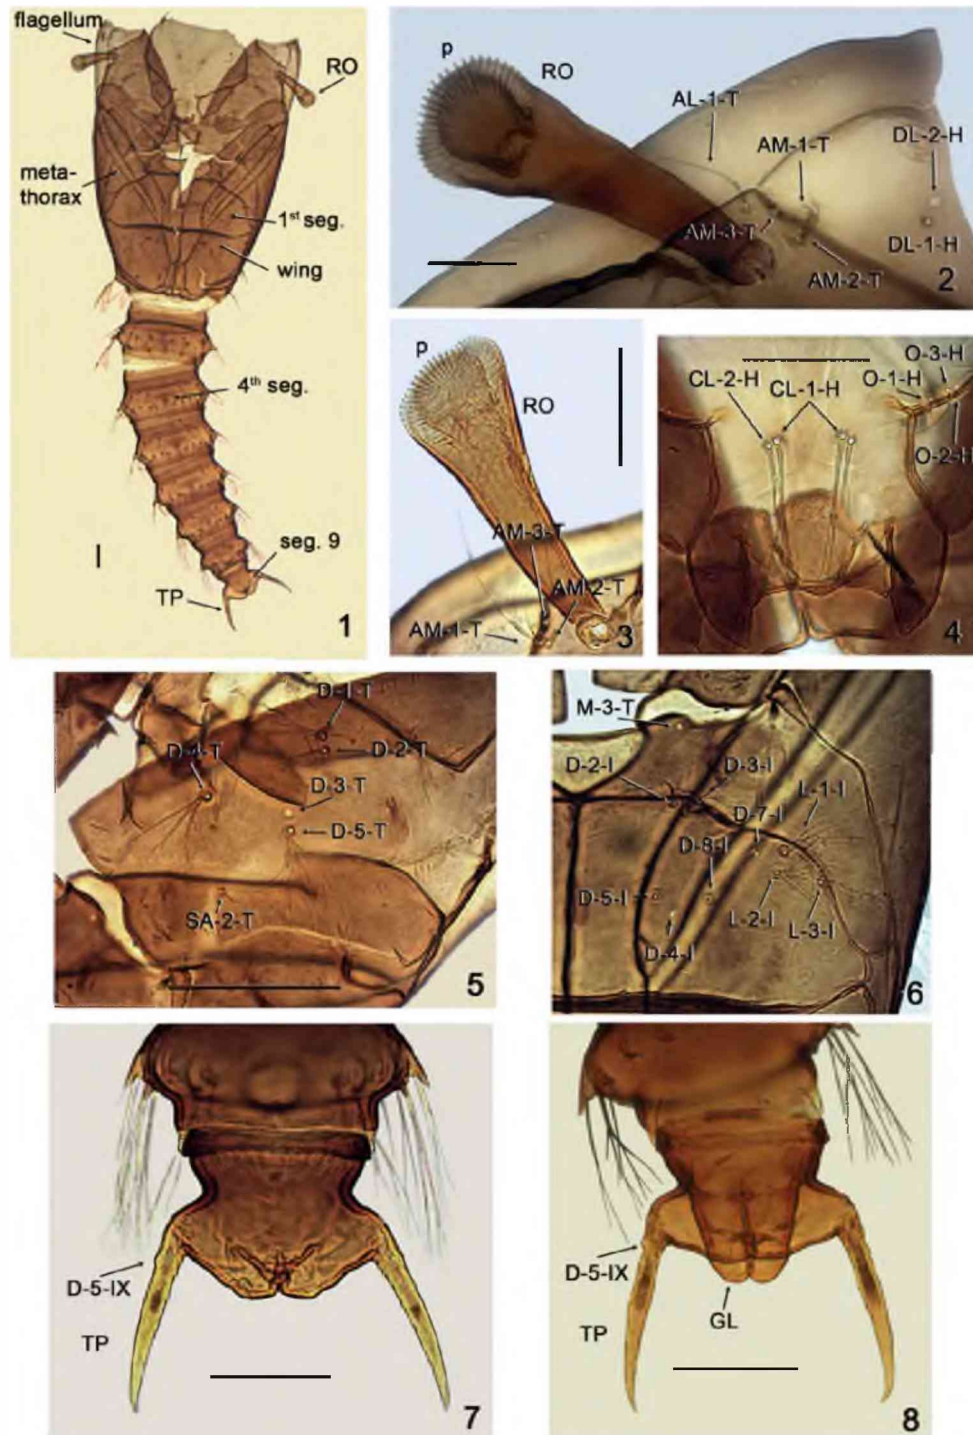 flagellum
RO
meta-
thorax
1st seg.
wing
4th seg.
seg. 9
TP
1
p
RO
AL-1-T
AM-1-T
DL-2-H
AM-3-T
DL-1-H
AM-2-T
2
p
RO
AM-3-T
AM-2-T
AM-1-T
3
O-3-H
CL-2-H
CL-1-H
O-1-H
O-2-H
4
D-1-T
D-4-T
D-2-T
D-3-T
D-5-T
SA-2-T
5
M-3-T
D-2-I
D-3-I
L-1-I
D-7-I
D-8-I
D-5-I
L-2-I
L-3-I
D-4-I
6
D-5-IX
TP
7
D-5-IX
GL
TP
8